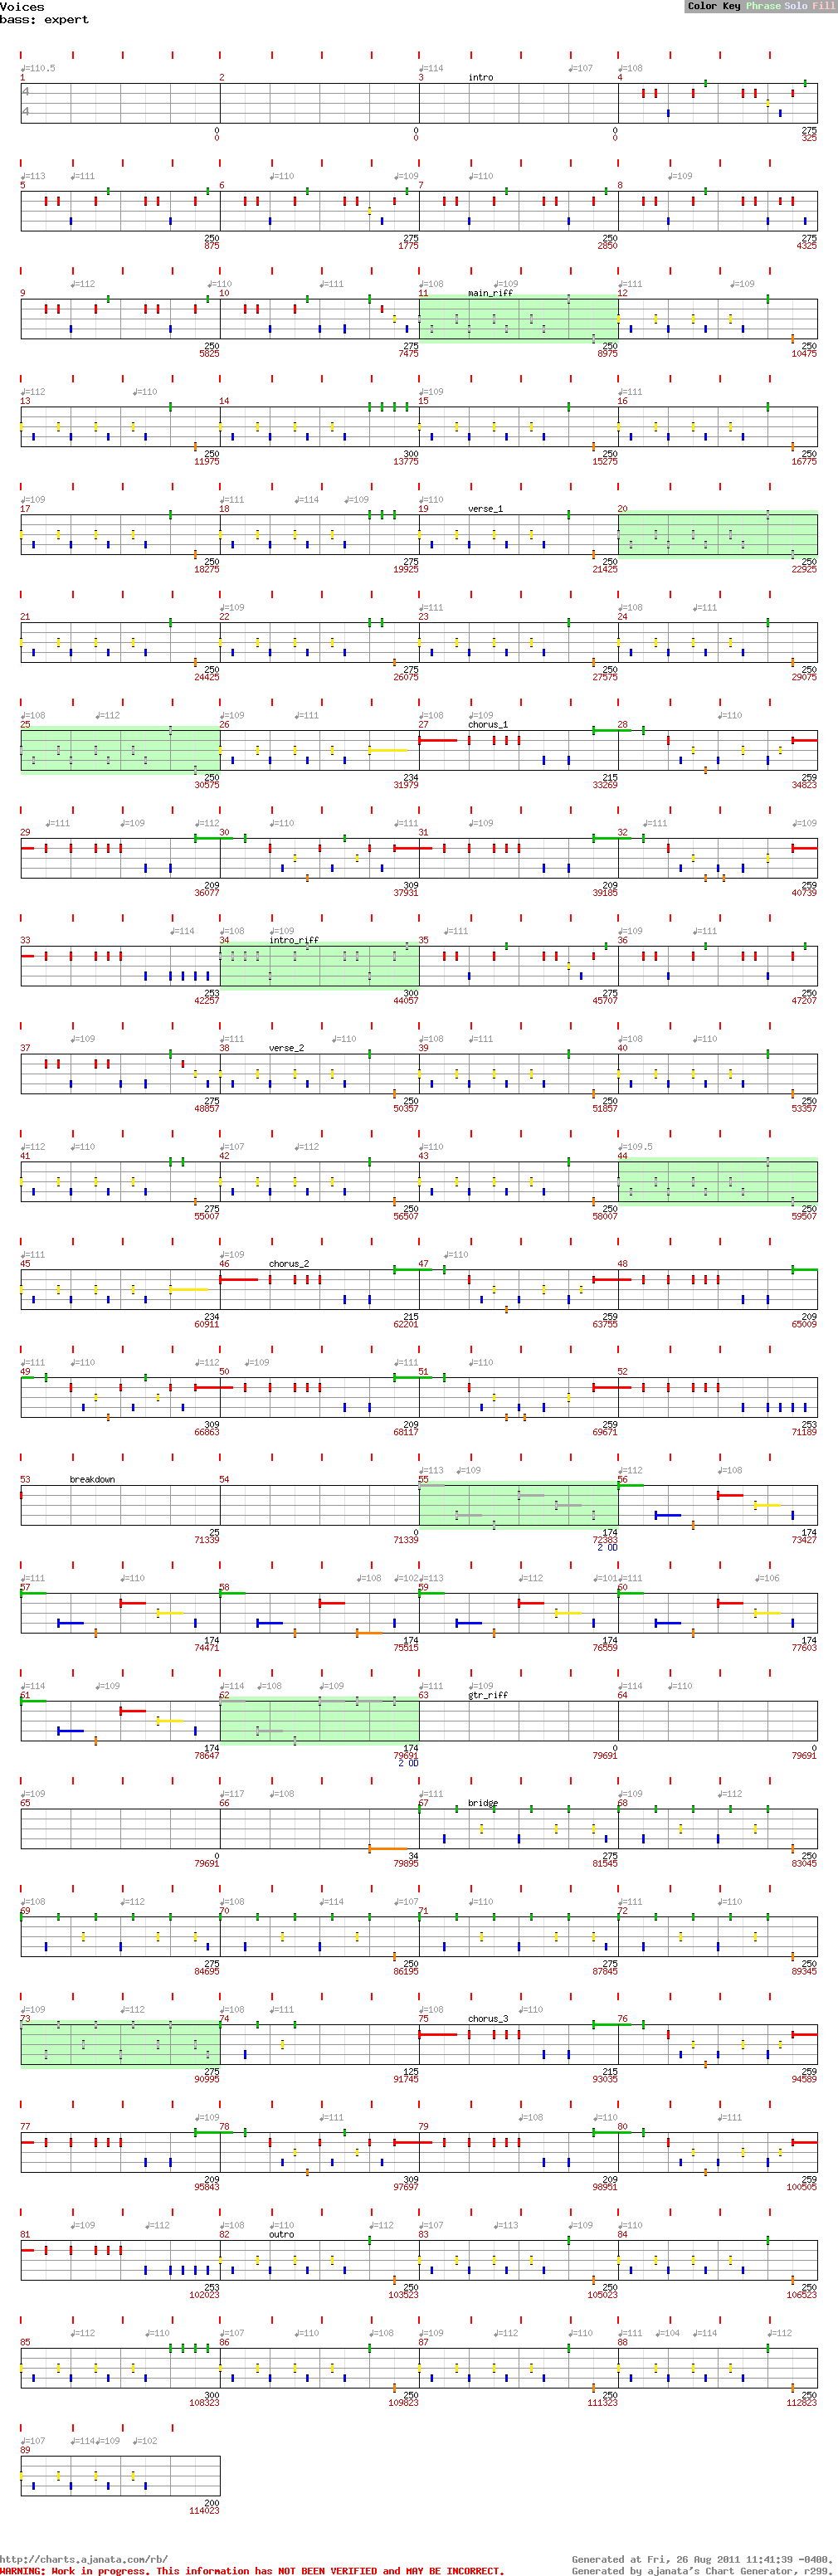 Voices
bass: expert
Color Key Phrase Solo Fill
♩=110.5 ♩=114 ♩=107 ♩=108
1 2 3 intro 4
4
4
0 0 0 275
0 0 0 325
♩=113 ♩=111 ♩=110 ♩=109 ♩=110 ♩=109
5 6 7 8
250 275 250 275
875 1775 2850 4325
♩=112 ♩=110 ♩=111 ♩=108 ♩=109 ♩=111 ♩=109
9 10 11 main_riff 12
250 275 250 250
5825 7475 8975 10475
♩=112 ♩=110 ♩=109 ♩=111
13 14 15 16
250 300 250 250
11975 13775 15275 16775
♩=109 ♩=111 ♩=114 ♩=109 ♩=110
17 18 19 verse_1 20
250 275 250 250
18275 19925 21425 22925
♩=109 ♩=111 ♩=108 ♩=111
21 22 23 24
250 275 250 250
24425 26075 27575 29075
♩=108 ♩=112 ♩=109 ♩=111 ♩=108 ♩=109 ♩=110
25 26 27 chorus_1 28
250 234 215 259
30575 31979 33269 34823
♩=111 ♩=109 ♩=112 ♩=110 ♩=111 ♩=109 ♩=111 ♩=109
29 30 31 32
209 309 209 259
36077 37931 39185 40739
♩=114 ♩=108 ♩=109 ♩=111 ♩=109 ♩=111
33 34 intro_riff 35 36
253 300 275 250
42257 44057 45707 47207
♩=109 ♩=111 ♩=110 ♩=108 ♩=111 ♩=108 ♩=110
37 38 verse_2 39 40
275 250 250 250
48857 50357 51857 53357
♩=112 ♩=110 ♩=107 ♩=112 ♩=110 ♩=109.5
41 42 43 44
275 250 250 250
55007 56507 58007 59507
♩=111 ♩=109 ♩=110
45 46 chorus_2 47 48
234 215 259 209
60911 62201 63755 65009
♩=111 ♩=110 ♩=112 ♩=109 ♩=111 ♩=110
49 50 51 52
309 209 259 253
66863 68117 69671 71189
♩=113 ♩=109 ♩=112 ♩=108
53 breakdown 54 55 56
25 0 174 174
71339 71339 72383 73427
2 OD
♩=111 ♩=110 ♩=108 ♩=102 ♩=113 ♩=112 ♩=101 ♩=111 ♩=106
57 58 59 60
174 174 174 174
74471 75515 76559 77603
♩=114 ♩=109 ♩=114 ♩=108 ♩=109 ♩=111 ♩=109 ♩=114 ♩=110
61 62 63 gtr_riff 64
174 174 0 0
78647 79691 79691 79691
2 OD
♩=109 ♩=117 ♩=108 ♩=111 ♩=109 ♩=112
65 66 67 bridge 68
0 34 275 250
79691 79895 81545 83045
♩=108 ♩=112 ♩=108 ♩=114 ♩=107 ♩=110 ♩=111 ♩=110
69 70 71 72
275 250 275 250
84695 86195 87845 89345
♩=109 ♩=112 ♩=108 ♩=111 ♩=108 ♩=110
73 74 75 chorus_3 76
275 125 215 259
90995 91745 93035 94589
♩=109 ♩=111 ♩=108 ♩=110 ♩=111
77 78 79 80
209 309 209 259
95843 97697 98951 100505
♩=109 ♩=112 ♩=108 ♩=110 ♩=112 ♩=107 ♩=113 ♩=109 ♩=110
81 82 outro 83 84
253 250 250 250
102023 103523 105023 106523
♩=112 ♩=110 ♩=107 ♩=110 ♩=108 ♩=109 ♩=112 ♩=110 ♩=111 ♩=104 ♩=114 ♩=112
85 86 87 88
300 250 250 250
108323 109823 111323 112823
♩=107 ♩=114 ♩=109 ♩=102
89
200
114023
http://charts.ajanata.com/rb/ Generated at Fri, 26 Aug 2011 11:41:39 -0400.
WARNING: Work in progress. This information has NOT BEEN VERIFIED and MAY BE INCORRECT. Generated by ajanata's Chart Generator, r299.